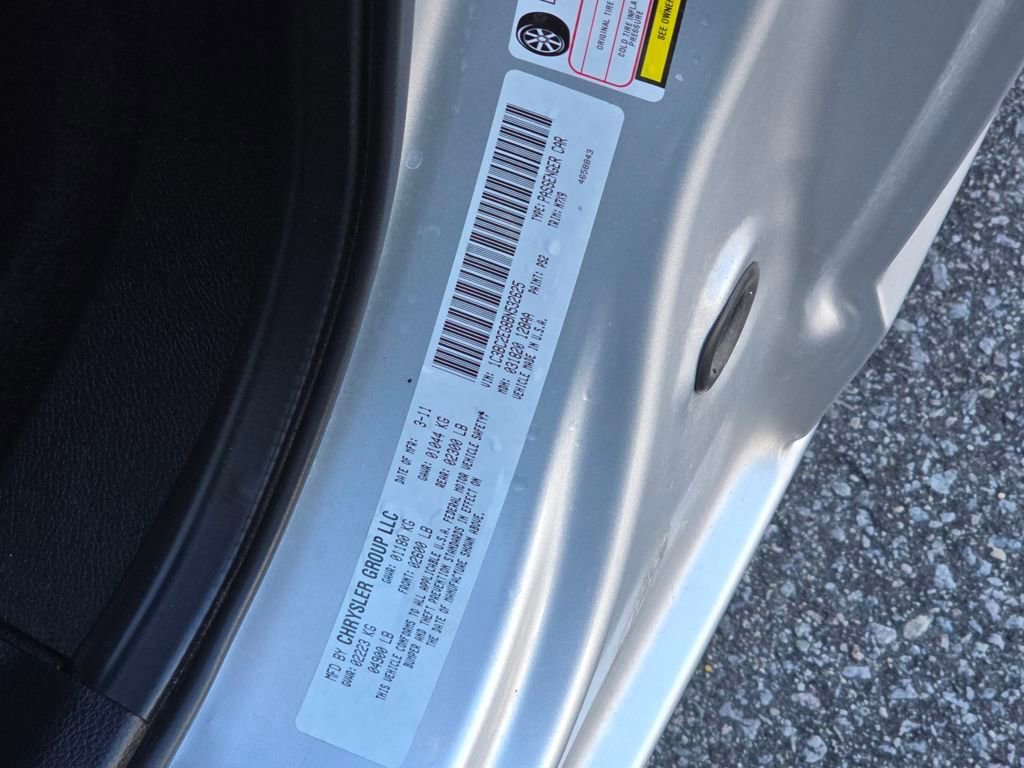 ORIGINAL TIRE
COLD TIRE INFLA
PRESSURE
SEE OWNER
MFD BY CHRYSLER GROUP LLC
DATE OF MFR: 3-11
GVWR: 02223 KG
04900 LB
GAWR: 01180 KG
FRONT: 02600 LB
GAWR: 01044 KG
REAR: 02300 LB
THIS VEHICLE CONFORMS TO ALL APPLICABLE U.S.A. FEDERAL MOTOR VEHICLE SAFETY,
BUMPER AND THEFT PREVENTION STANDARDS IN EFFECT ON
THE DATE OF MANUFACTURE SHOWN ABOVE.
VIN: 1C3BC2EG8BN532625
TYPE: PASSENGER CAR
MDH: 031820 128AA
PAINT: PS2
TRIM: M7X9
VEHICLE MADE IN U.S.A.
4658843